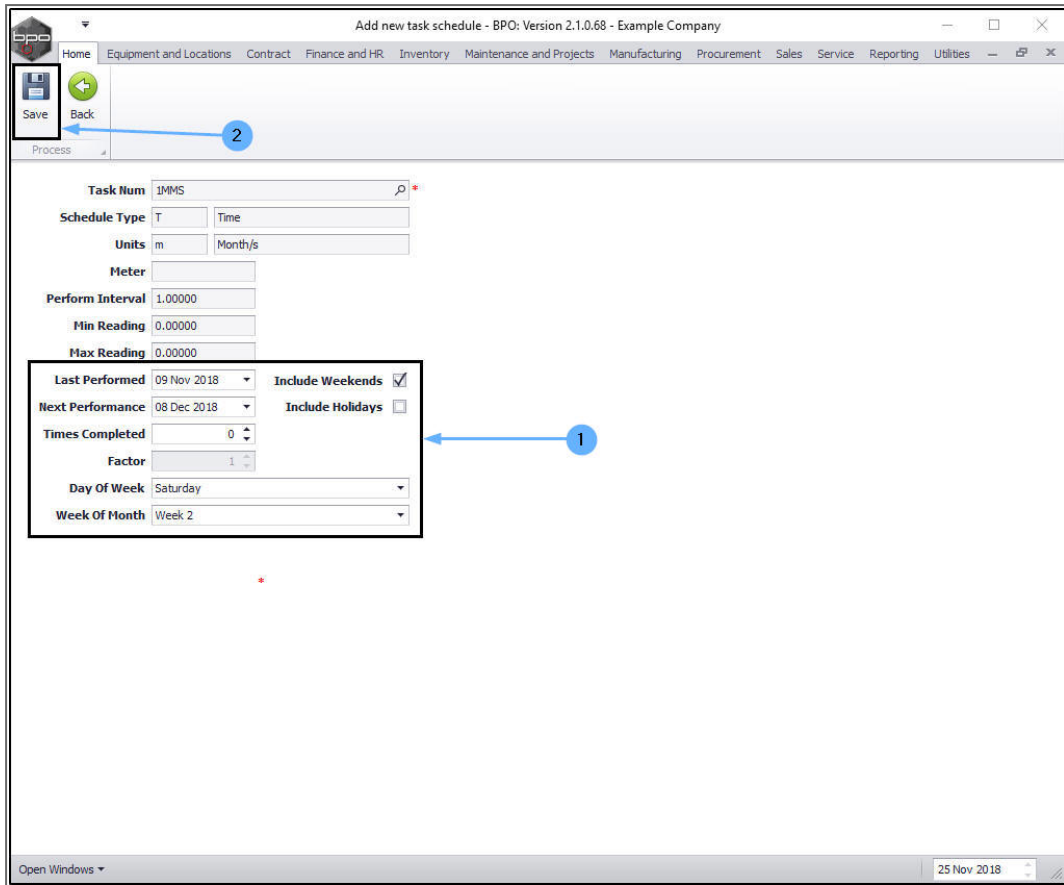 Add new task schedule - BPO: Version 2.1.0.68 - Example Company
bpo
Home Equipment and Locations Contract Finance and HR Inventory Maintenance and Projects Manufacturing Procurement Sales Service Reporting Utilities
Save Back
2
Process
Task Num 1MMS *
Schedule Type T Time
Units m Month/s
Meter
Perform Interval 1.00000
Min Reading 0.00000
Max Reading 0.00000
Last Performed 09 Nov 2018 Include Weekends
Next Performance 08 Dec 2018 Include Holidays
Times Completed 0
1
Factor 1
Day Of Week Saturday
Week Of Month Week 2
*
Open Windows 25 Nov 2018